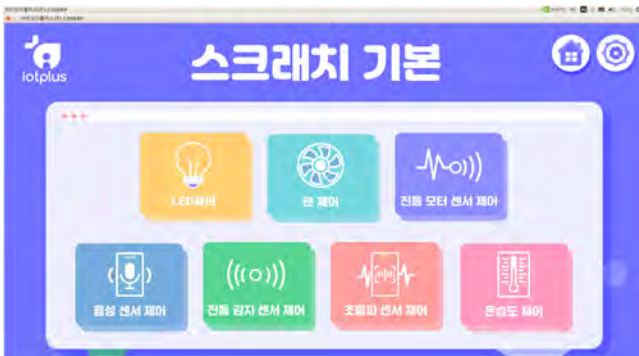 iotplus
스크래치 기본
LED제어
팬 제어
진동 모터 센서 제어
음성 센서 제어
진동 감지 센서 제어
초음파 센서 제어
온습도 제어